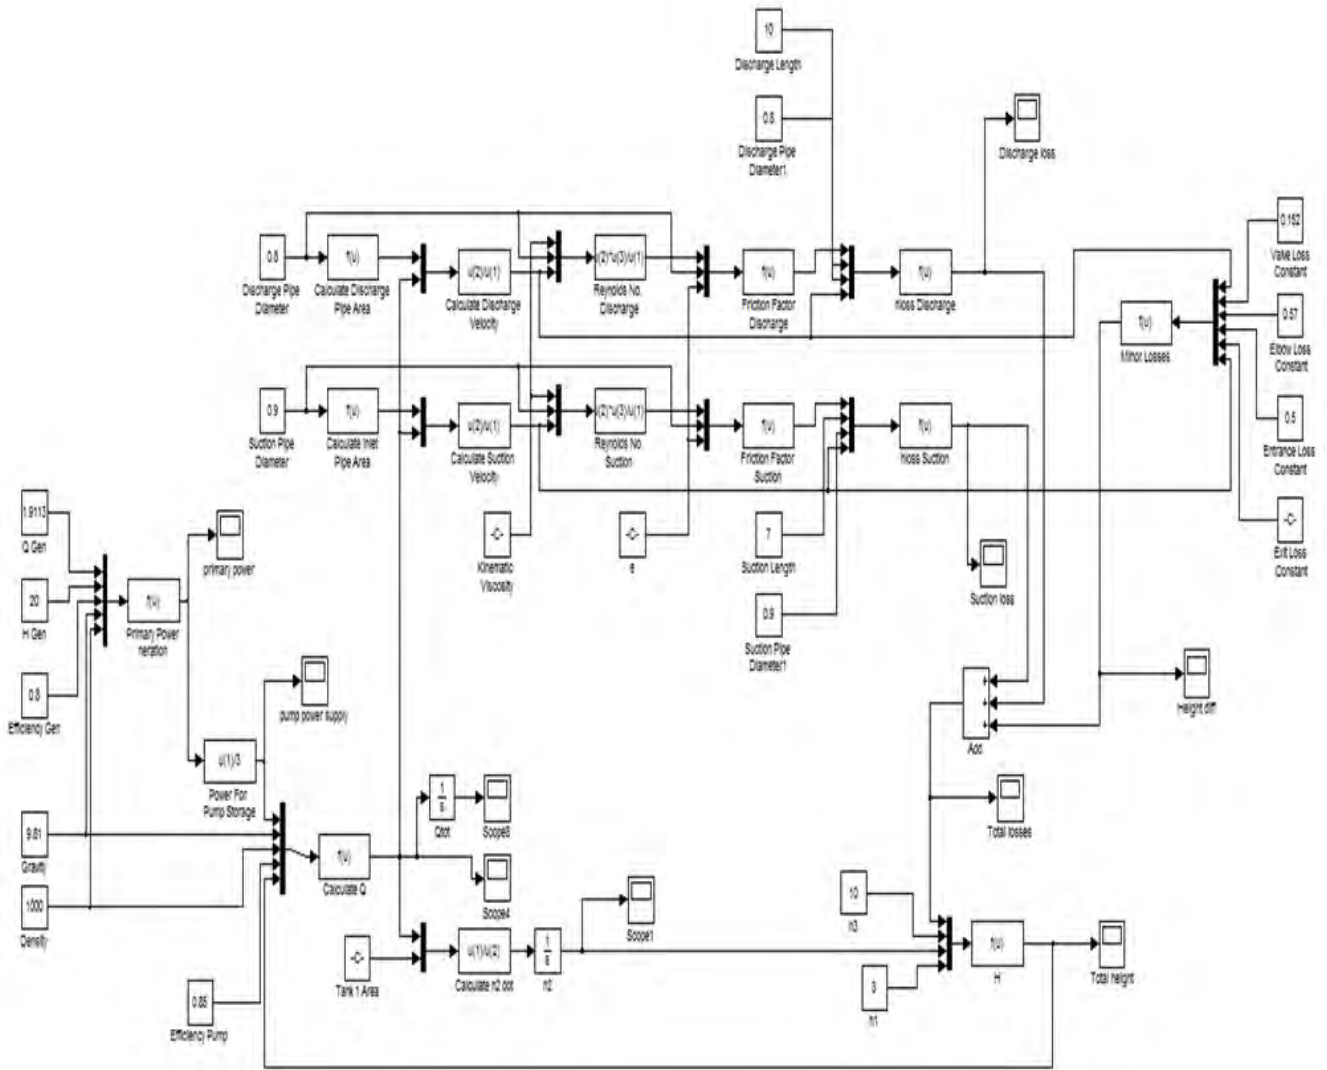 10
Discharge Length
0.8
Discharge Pipe
Diameter1
Discharge loss
0.152
Valve Loss
Constant
0.8
Discharge Pipe
Diameter
f(u)
Calculate Discharge
Pipe Area
u(2)/u(1)
Calculate Discharge
Velocity
u(2)*u(3)/u(1)
Reynolds No.
Discharge
f(u)
Friction Factor
Discharge
f(u)
hloss Discharge
f(u)
Minor Losses
0.57
Elbow Loss
Constant
0.9
Suction Pipe
Diameter
f(u)
Calculate Inlet
Pipe Area
u(2)/u(1)
Calculate Suction
Velocity
u(2)*u(3)/u(1)
Reynolds No.
Suction
f(u)
Friction Factor
Suction
f(u)
hloss Suction
0.5
Entrance Loss
Constant
1.9113
Q Gen
primary power
-C-
Kinematic
Viscosity
-C-
e
7
Suction Length
Suction loss
-C-
Exit Loss
Constant
20
H Gen
f(u)
Primary Power
neration
0.9
Suction Pipe
Diameter1
0.8
Efficiency Gen
pump power supply
+
+
+
Add
Height diff
u(1)/3
Power For
Pump Storage
1
s
Qtot
Total losses
9.81
Gravity
f(u)
Calculate Q
Scope4
1000
Density
10
h3
Scope1
-C-
Tank 1 Area
u(1)/u(2)
Calculate h2 dot
1
s
h2
f(u)
H
Total height
3
h1
0.85
Efficiency Pump